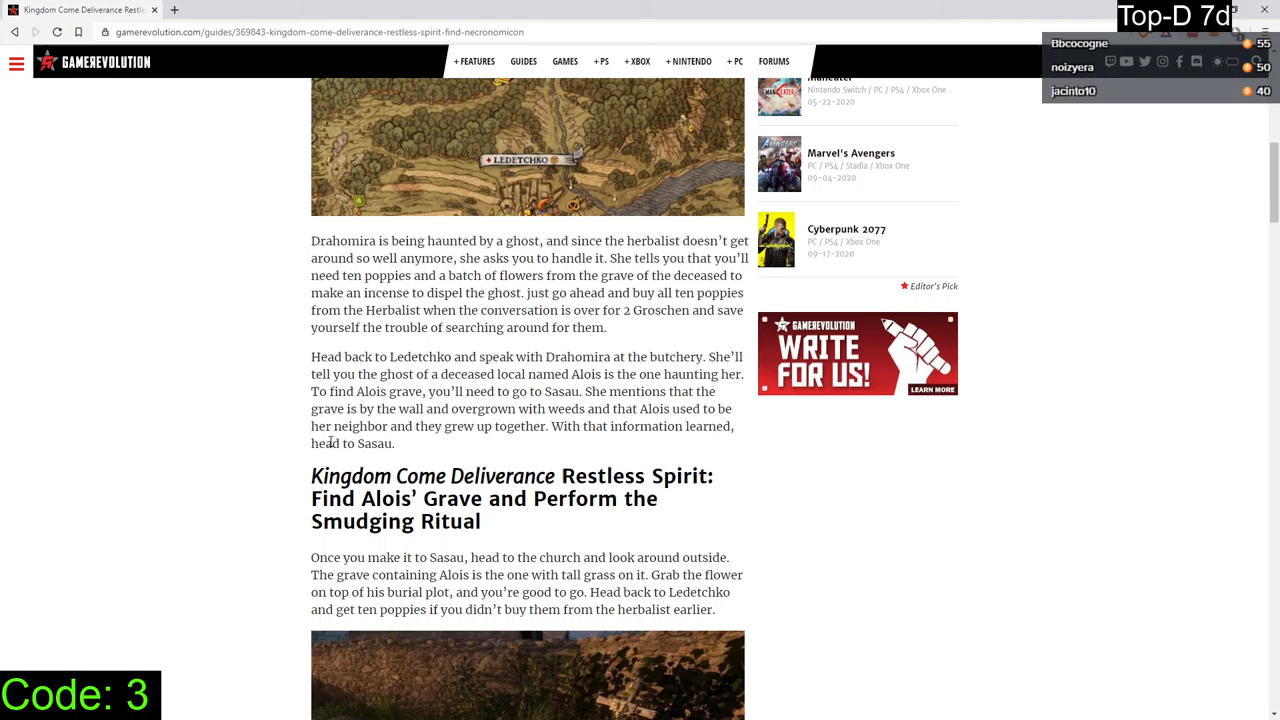 Kingdom Come Deliverance Restle
Top-D 7d
gamerevolution.com/guides/369843-kingdom-come-deliverance-restless-spirit-find-necronomicon
Bbcocogne 55
noizyera 50
jacinto10 40
GAMEREVOLUTION
+ FEATURES GUIDES GAMES + PS + XBOX + NINTENDO + PC FORUMS
Maneater
Nintendo Switch / PC / PS4 / Xbox One
05-22-2020
LEDETCHKO
Marvel's Avengers
PC / PS4 / Stadia / Xbox One
09-04-2020
Cyberpunk 2077
PC / PS4 / Xbox One
09-17-2020
Editor's Pick
GAMEREVOLUTION
WRITE
FOR US!
LEARN MORE
Drahomira is being haunted by a ghost, and since the herbalist doesn't get
around so well anymore, she asks you to handle it. She tells you that you'll
need ten poppies and a batch of flowers from the grave of the deceased to
make an incense to dispel the ghost. just go ahead and buy all ten poppies
from the Herbalist when the conversation is over for 2 Groschen and save
yourself the trouble of searching around for them.
Head back to Ledetchko and speak with Drahomira at the butchery. She'll
tell you the ghost of a deceased local named Alois is the one haunting her.
To find Alois grave, you'll need to go to Sasau. She mentions that the
grave is by the wall and overgrown with weeds and that Alois used to be
her neighbor and they grew up together. With that information learned,
head to Sasau.
Kingdom Come Deliverance Restless Spirit:
Find Alois' Grave and Perform the
Smudging Ritual
Once you make it to Sasau, head to the church and look around outside.
The grave containing Alois is the one with tall grass on it. Grab the flower
on top of his burial plot, and you're good to go. Head back to Ledetchko
and get ten poppies if you didn't buy them from the herbalist earlier.
Code: 3